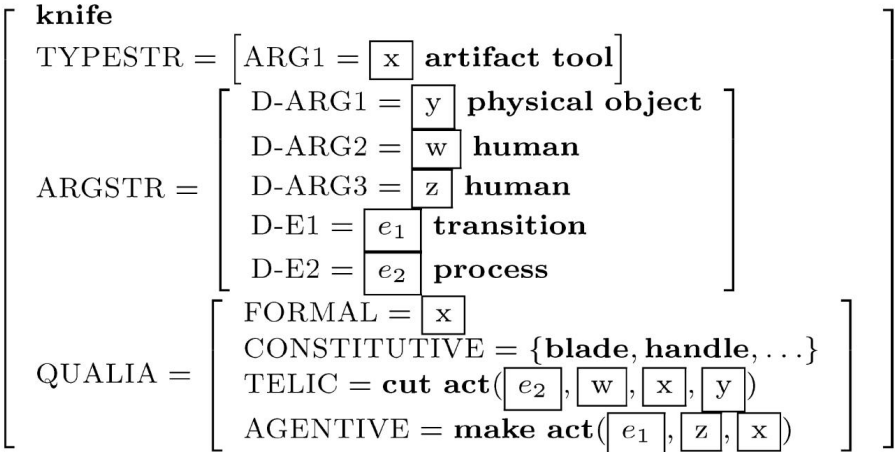 knife
TYPESTR = [ARG1 = x artifact tool]
D-ARG1 = y physical object
D-ARG2 = w human
ARGSTR = D-ARG3 = z human
D-E1 = e₁ transition
D-E2 = e₂ process
FORMAL = x
CONSTITUTIVE = {blade, handle, ...}
QUALIA = TELIC = cut act(e₂, w, x, y)
AGENTIVE = make act(e₁, z, x)